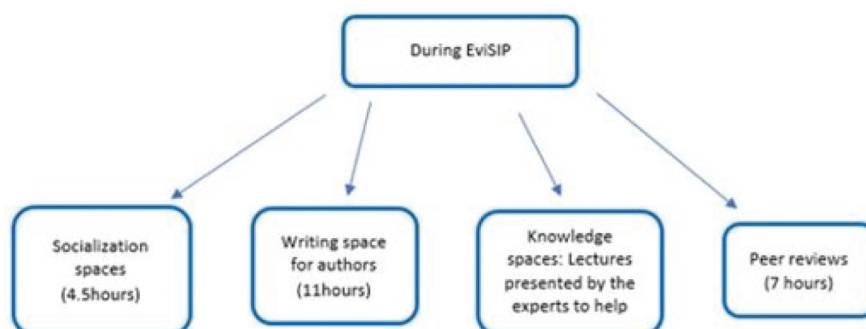 During EviSIP
Socialization
spaces
(4.5hours)
Writing space
for authors
(11hours)
Knowledge
spaces: Lectures
presented by the
experts to help
Peer reviews
(7 hours)